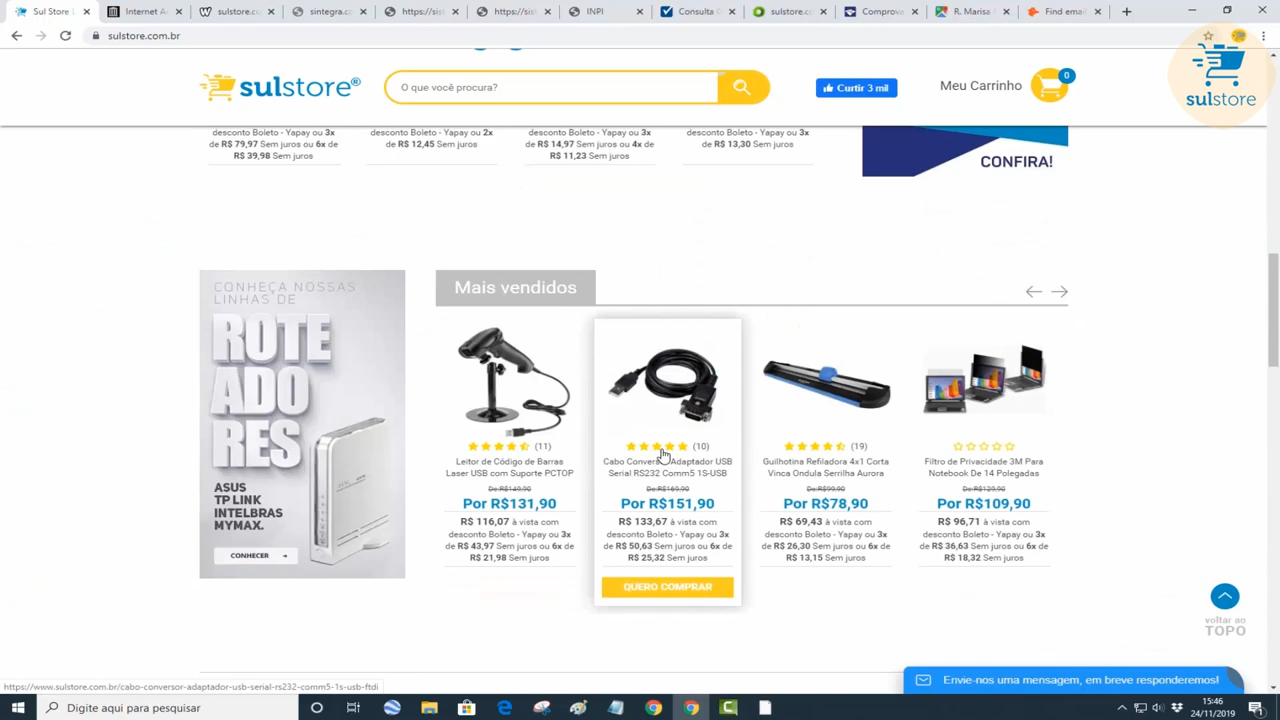 Sul Store L
Internet A
sulstore.c
sintegra.c
https://sist
https://sist
INPI
Consulta
sulstore.c
Comprova
R. Marisa
Find email
sulstore.com.br
sulstore®
O que você procura?
Curtir 3 mil
Meu Carrinho
0
sulstore
desconto Boleto - Yapay ou 3x
de R$ 79,97 Sem juros ou 6x de
R$ 39,98 Sem juros
desconto Boleto - Yapay ou 2x
de R$ 12,45 Sem juros
desconto Boleto - Yapay ou 3x
de R$ 14,97 Sem juros ou 4x de
R$ 11,23 Sem juros
desconto Boleto - Yapay ou 3x
de R$ 13,30 Sem juros
CONFIRA!
CONHEÇA NOSSAS
LINHAS DE
ROTE
ADO
RES
ASUS
TP LINK
INTELBRAS
MYMAX.
CONHECER
Mais vendidos
(11)
Leitor de Código de Barras
Laser USB com Suporte PCTOP
De: R$149,90
Por R$131,90
R$ 116,07 à vista com
desconto Boleto - Yapay ou 3x
de R$ 43,97 Sem juros ou 6x de
R$ 21,98 Sem juros
(10)
Cabo Conversor Adaptador USB
Serial RS232 Comm5 1S-USB
De: R$169,90
Por R$151,90
R$ 133,67 à vista com
desconto Boleto - Yapay ou 3x
de R$ 50,63 Sem juros ou 6x de
R$ 25,32 Sem juros
QUERO COMPRAR
(19)
Guilhotina Refiladora 4x1 Corta
Vinca Ondula Serrilha Aurora
De: R$99,90
Por R$78,90
R$ 69,43 à vista com
desconto Boleto - Yapay ou 3x
de R$ 26,30 Sem juros ou 6x de
R$ 13,15 Sem juros
Filtro de Privacidade 3M Para
Notebook De 14 Polegadas
De: R$129,90
Por R$109,90
R$ 96,71 à vista com
desconto Boleto - Yapay ou 3x
de R$ 36,63 Sem juros ou 6x de
R$ 18,32 Sem juros
voltar ao
TOPO
Envie-nos uma mensagem, em breve responderemos!
https://www.sulstore.com.br/cabo-conversor-adaptador-usb-serial-rs232-comm5-1s-usb-ftdi
Digite aqui para pesquisar
15:46
24/11/2019
1